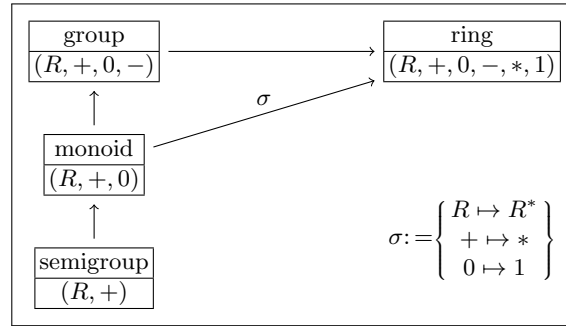 group
(R, +, 0, −)
ring
(R, +, 0, −, ∗, 1)
σ
monoid
(R, +, 0)
semigroup
(R, +)
σ: =
R ↦ R*
+ ↦ ∗
0 ↦ 1